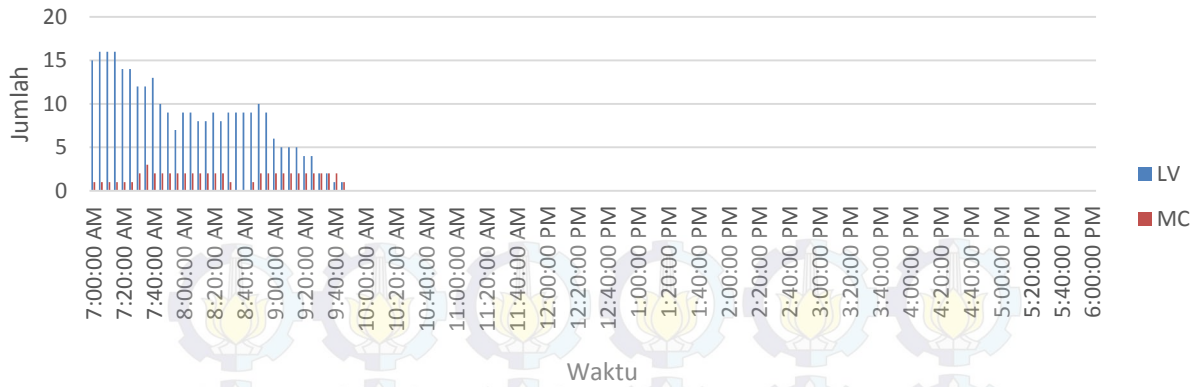 20
15
10
5
0
Jumlah
7:00:00 AM
7:20:00 AM
7:40:00 AM
8:00:00 AM
8:20:00 AM
8:40:00 AM
9:00:00 AM
9:20:00 AM
9:40:00 AM
10:00:00 AM
10:20:00 AM
10:40:00 AM
11:00:00 AM
11:20:00 AM
11:40:00 AM
12:00:00 PM
12:20:00 PM
12:40:00 PM
1:00:00 PM
1:20:00 PM
1:40:00 PM
2:00:00 PM
2:20:00 PM
2:40:00 PM
3:00:00 PM
3:20:00 PM
3:40:00 PM
4:00:00 PM
4:20:00 PM
4:40:00 PM
5:00:00 PM
5:20:00 PM
5:40:00 PM
6:00:00 PM
Waktu
LV
MC